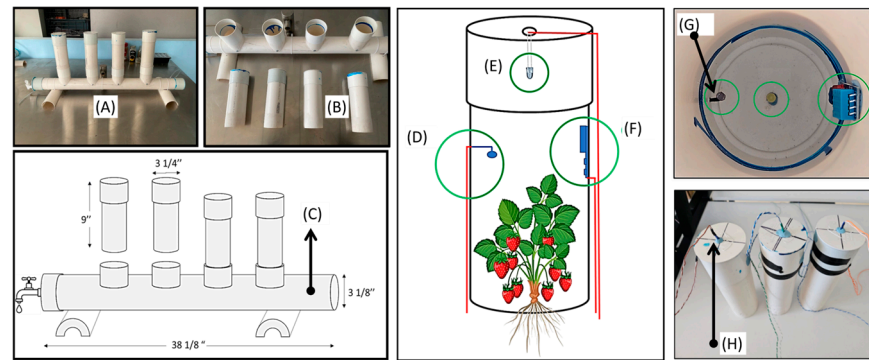 (A)
(B)
3 1/4"
9"
(C)
3 1/8"
38 1/8 "
(D)
(E)
(F)
(G)
(H)